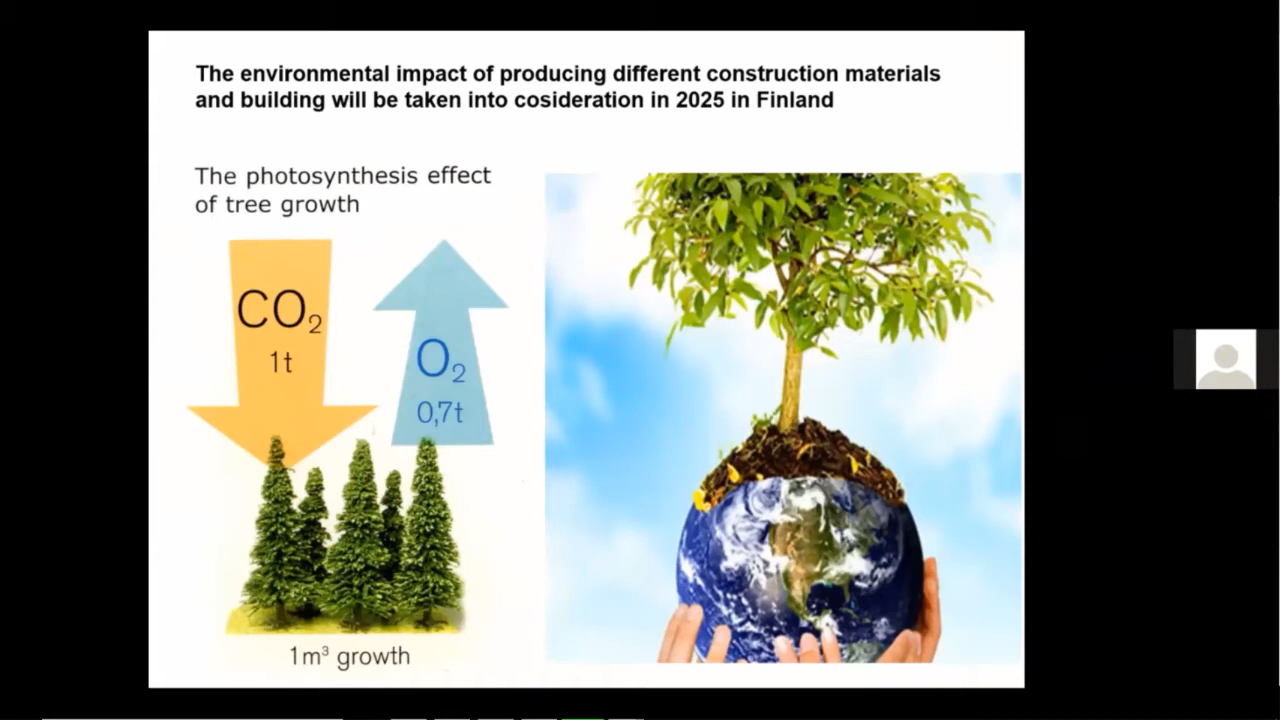 The environmental impact of producing different construction materials
and building will be taken into cosideration in 2025 in Finland
The photosynthesis effect
of tree growth
CO₂
1t
O₂
0,7t
1m³ growth